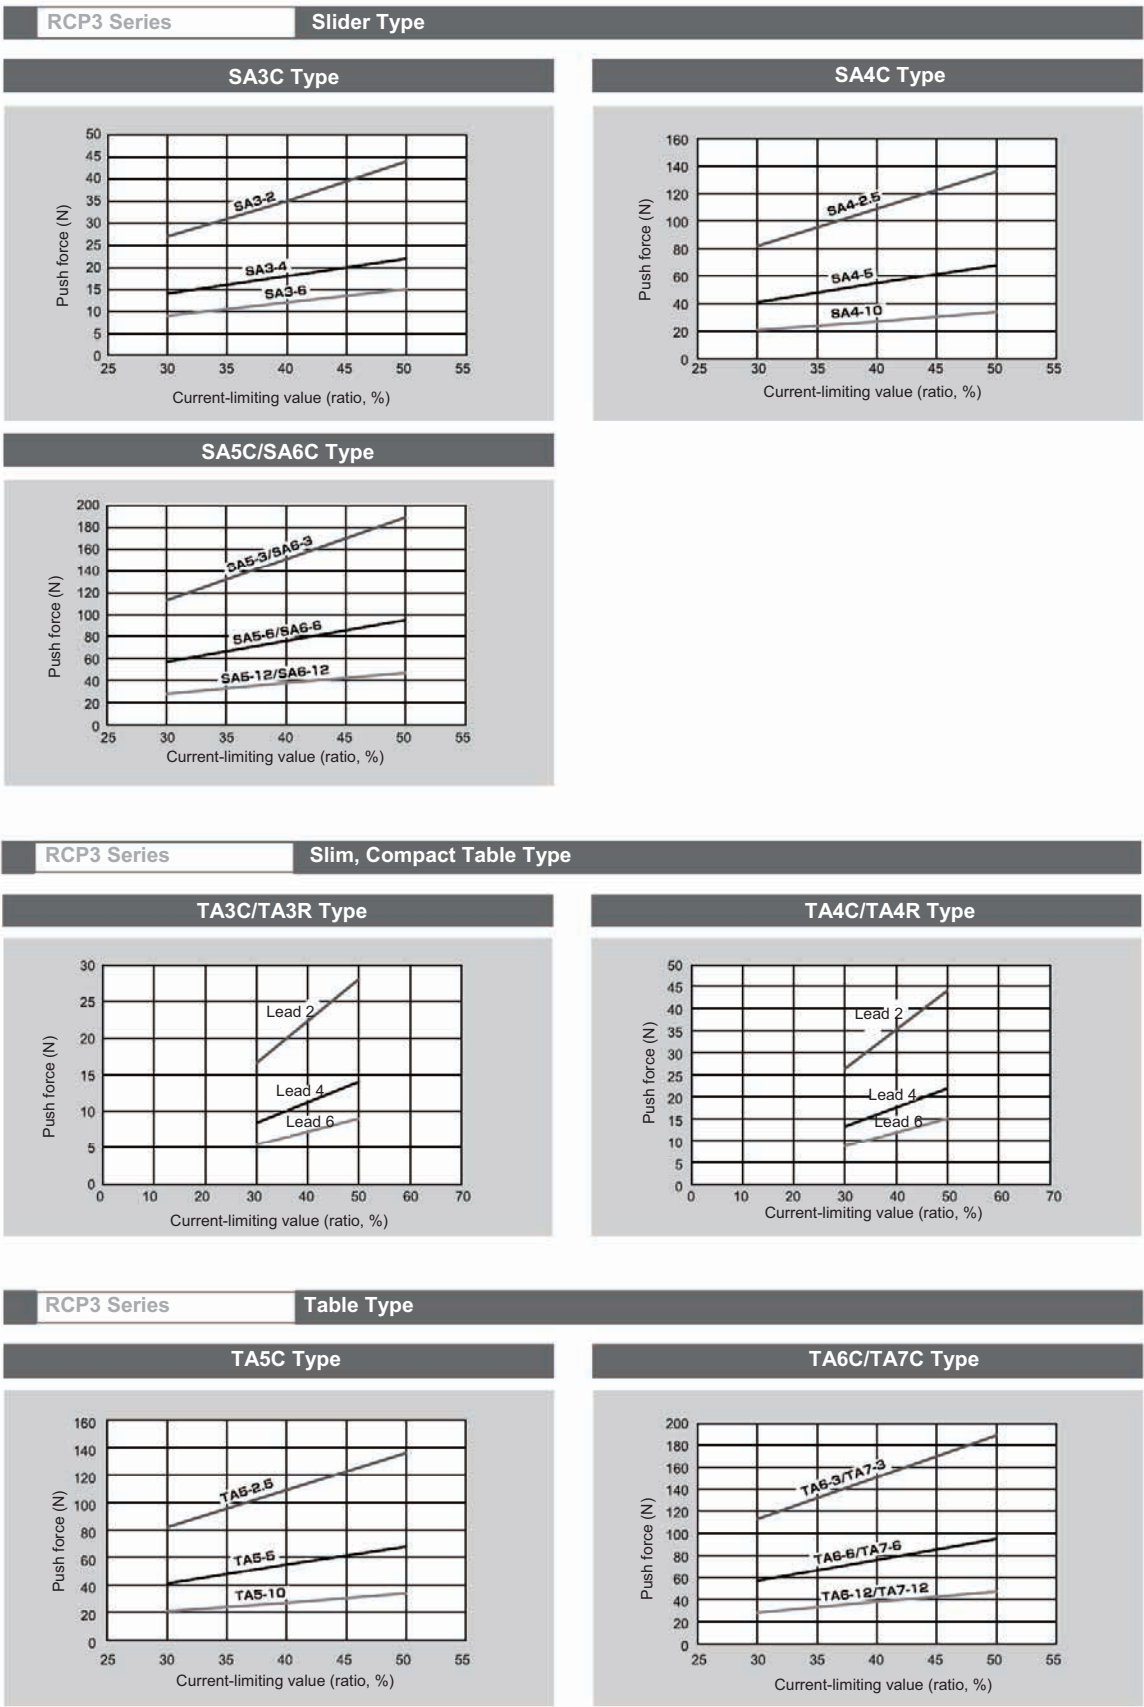 RCP3 Series Slider Type
SA3C Type
50
45
40
35
30
25
20
15
10
5
0
Push force (N)
SA3-2
SA3-4
SA3-6
25 30 35 40 45 50 55
Current-limiting value (ratio, %)
SA4C Type
160
140
120
100
80
60
40
20
0
Push force (N)
SA4-2.5
SA4-5
SA4-10
25 30 35 40 45 50 55
Current-limiting value (ratio, %)
SA5C/SA6C Type
200
180
160
140
120
100
80
60
40
20
0
Push force (N)
SA5-3/SA6-3
SA5-6/SA6-6
SA5-12/SA6-12
25 30 35 40 45 50 55
Current-limiting value (ratio, %)
RCP3 Series Slim, Compact Table Type
TA3C/TA3R Type
30
25
20
15
10
5
0
Push force (N)
Lead 2
Lead 4
Lead 6
0 10 20 30 40 50 60 70
Current-limiting value (ratio, %)
TA4C/TA4R Type
50
45
40
35
30
25
20
15
10
5
0
Push force (N)
Lead 2
Lead 4
Lead 6
0 10 20 30 40 50 60 70
Current-limiting value (ratio, %)
RCP3 Series Table Type
TA5C Type
160
140
120
100
80
60
40
20
0
Push force (N)
TA5-2.5
TA5-5
TA5-10
25 30 35 40 45 50 55
Current-limiting value (ratio, %)
TA6C/TA7C Type
200
180
160
140
120
100
80
60
40
20
0
Push force (N)
TA6-3/TA7-3
TA6-6/TA7-6
TA6-12/TA7-12
25 30 35 40 45 50 55
Current-limiting value (ratio, %)